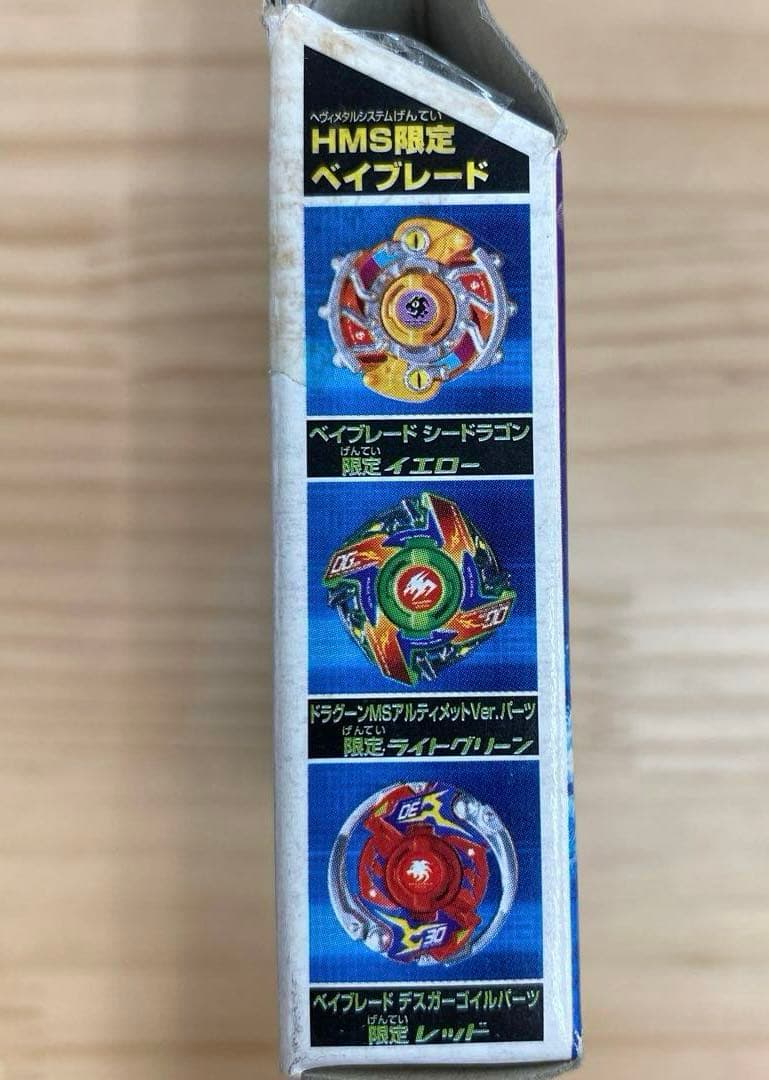 ヘヴィメタルシステムげんてい
HMS限定
ベイブレード
ベイブレード シードラゴン
げんてい
限定イエロー
DG
DG
ドラグーンMSアルティメットVer.パーツ
げんてい
限定ライトグリーン
DE
ベイブレード デスガーゴイルパーツ
げんてい
限定レッド